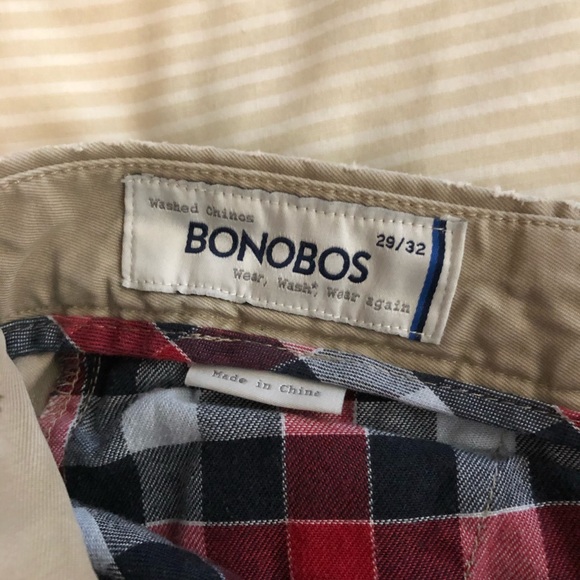 Washed Chinos
BONOBOS
29/32
Wear, Wash*, Wear again
Made in China